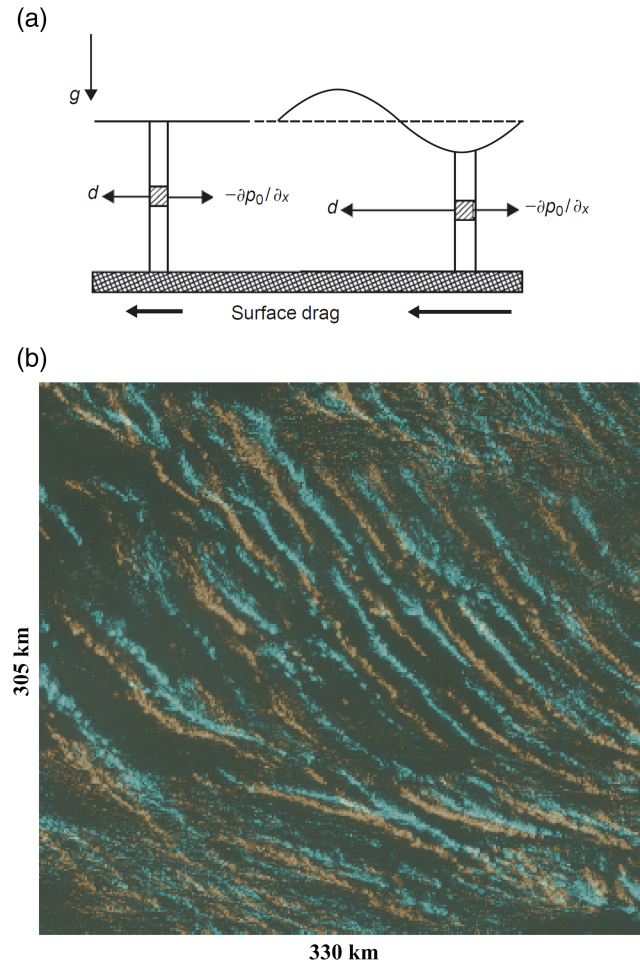 (a)
g
d
−∂p₀/∂ₓ
d
−∂p₀/∂ₓ
Surface drag
(b)
305 km
330 km